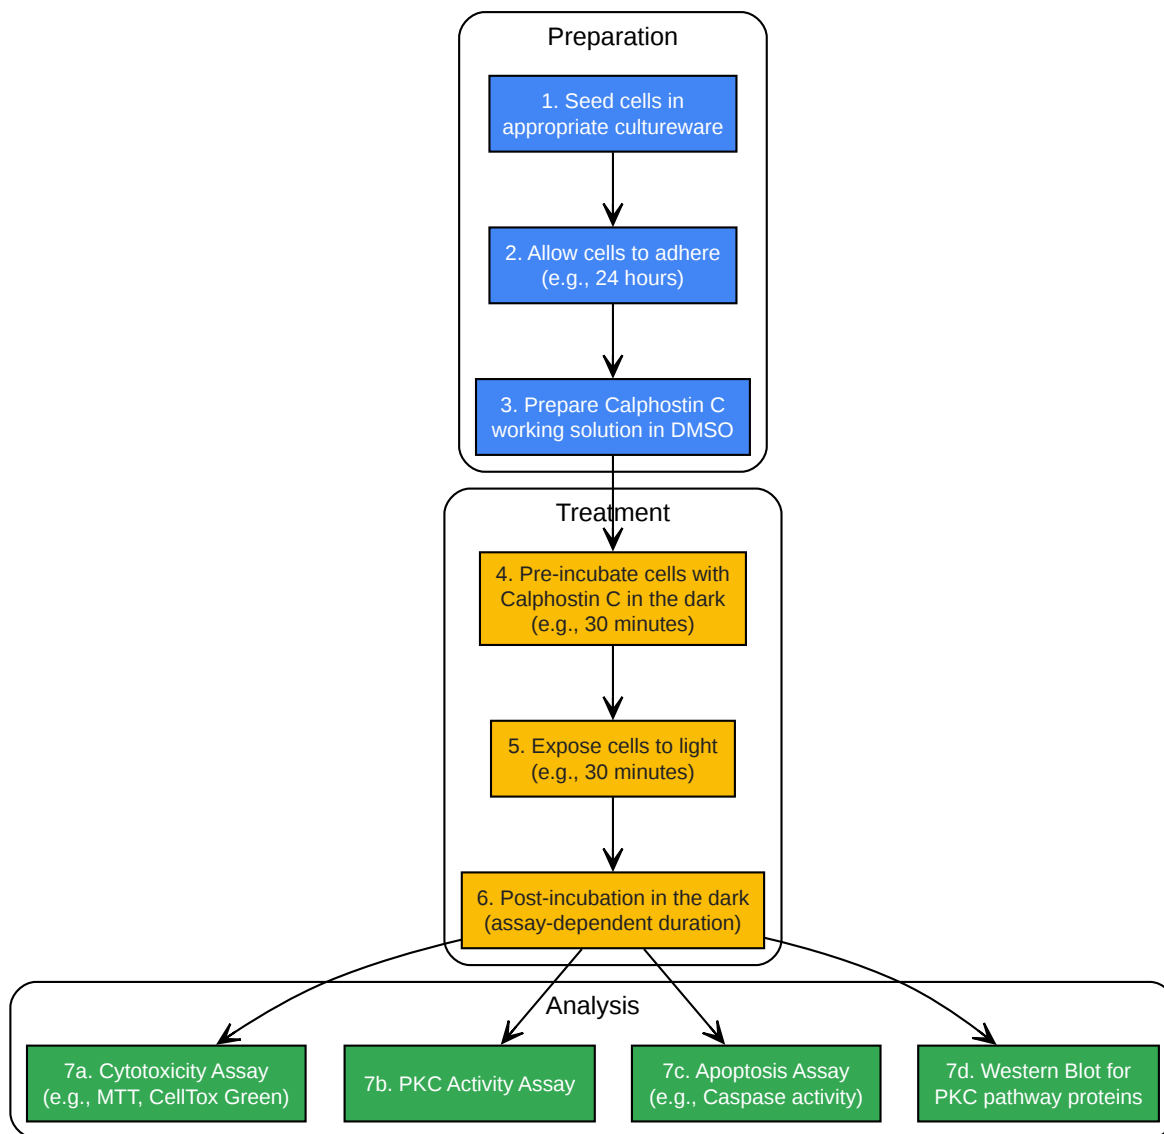 Preparation
1. Seed cells in
appropriate cultureware
2. Allow cells to adhere
(e.g., 24 hours)
3. Prepare Calphostin C
working solution in DMSO
Treatment
4. Pre-incubate cells with
Calphostin C in the dark
(e.g., 30 minutes)
5. Expose cells to light
(e.g., 30 minutes)
6. Post-incubation in the dark
(assay-dependent duration)
Analysis
7a. Cytotoxicity Assay
(e.g., MTT, CellTox Green)
7b. PKC Activity Assay
7c. Apoptosis Assay
(e.g., Caspase activity)
7d. Western Blot for
PKC pathway proteins